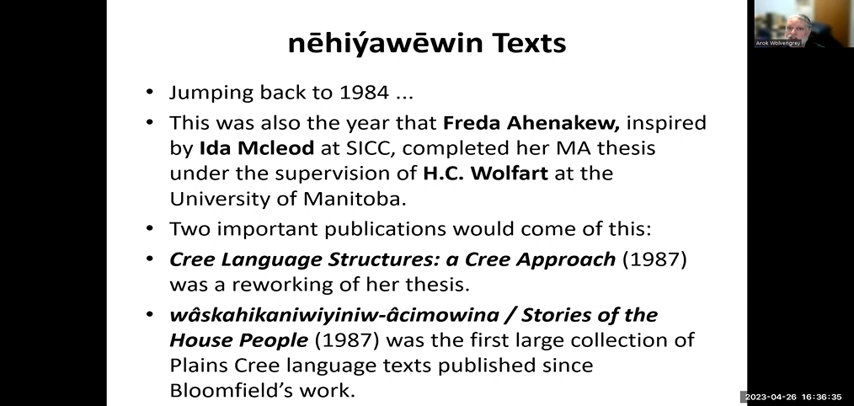 nēhiýawēwin Texts
• Jumping back to 1984 ...
• This was also the year that Freda Ahenakew, inspired
by Ida Mcleod at SICC, completed her MA thesis
under the supervision of H.C. Wolfart at the
University of Manitoba.
• Two important publications would come of this:
• Cree Language Structures: a Cree Approach (1987)
was a reworking of her thesis.
• wâskahikaniwiyiniw-âcimowina / Stories of the
House People (1987) was the first large collection of
Plains Cree language texts published since
Bloomfield's work.
Arok Wolvengrey
2023-04-26 16:36:35